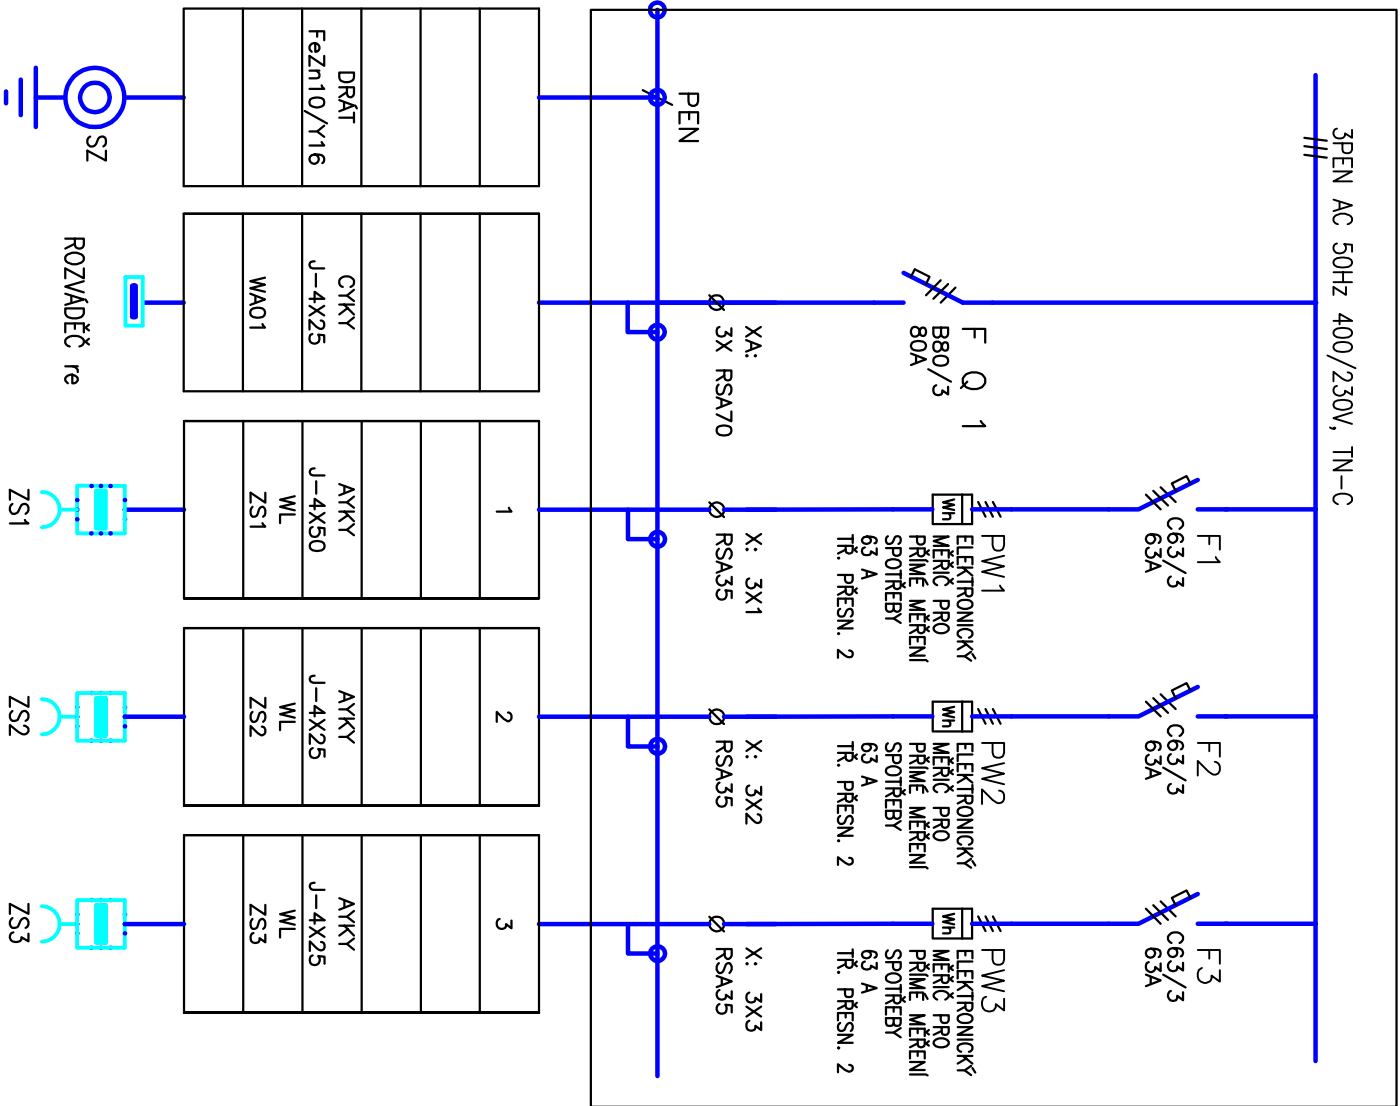 3PEN AC 50Hz 400/230V, TN-C
F1
C63/3
63A
F2
C63/3
63A
F3
C63/3
63A
F Q 1
B80/3
80A
PW1
ELEKTRONICKÝ
MĚŘIČ PRO
PŘÍMÉ MĚŘENÍ
SPOTŘEBY
63 A
TŘ. PŘESN. 2
Wh
PW2
ELEKTRONICKÝ
MĚŘIČ PRO
PŘÍMÉ MĚŘENÍ
SPOTŘEBY
63 A
TŘ. PŘESN. 2
Wh
PW3
ELEKTRONICKÝ
MĚŘIČ PRO
PŘÍMÉ MĚŘENÍ
SPOTŘEBY
63 A
TŘ. PŘESN. 2
Wh
PEN
XA:
3X RSA70
X: 3X1
RSA35
X: 3X2
RSA35
X: 3X3
RSA35
DRÁT
FeZn10/Y16
SZ
CYKY
J-4X25
WA01
ROZVÁDĚČ re
1
AYKY
J-4X50
WL
ZS1
ZS1
2
AYKY
J-4X25
WL
ZS2
ZS2
3
AYKY
J-4X25
WL
ZS3
ZS3